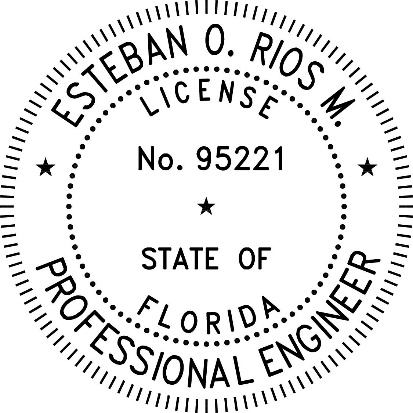 ESTEBAN O. RIOS M.
LICENSE
No. 95221
STATE OF
FLORIDA
PROFESSIONAL ENGINEER